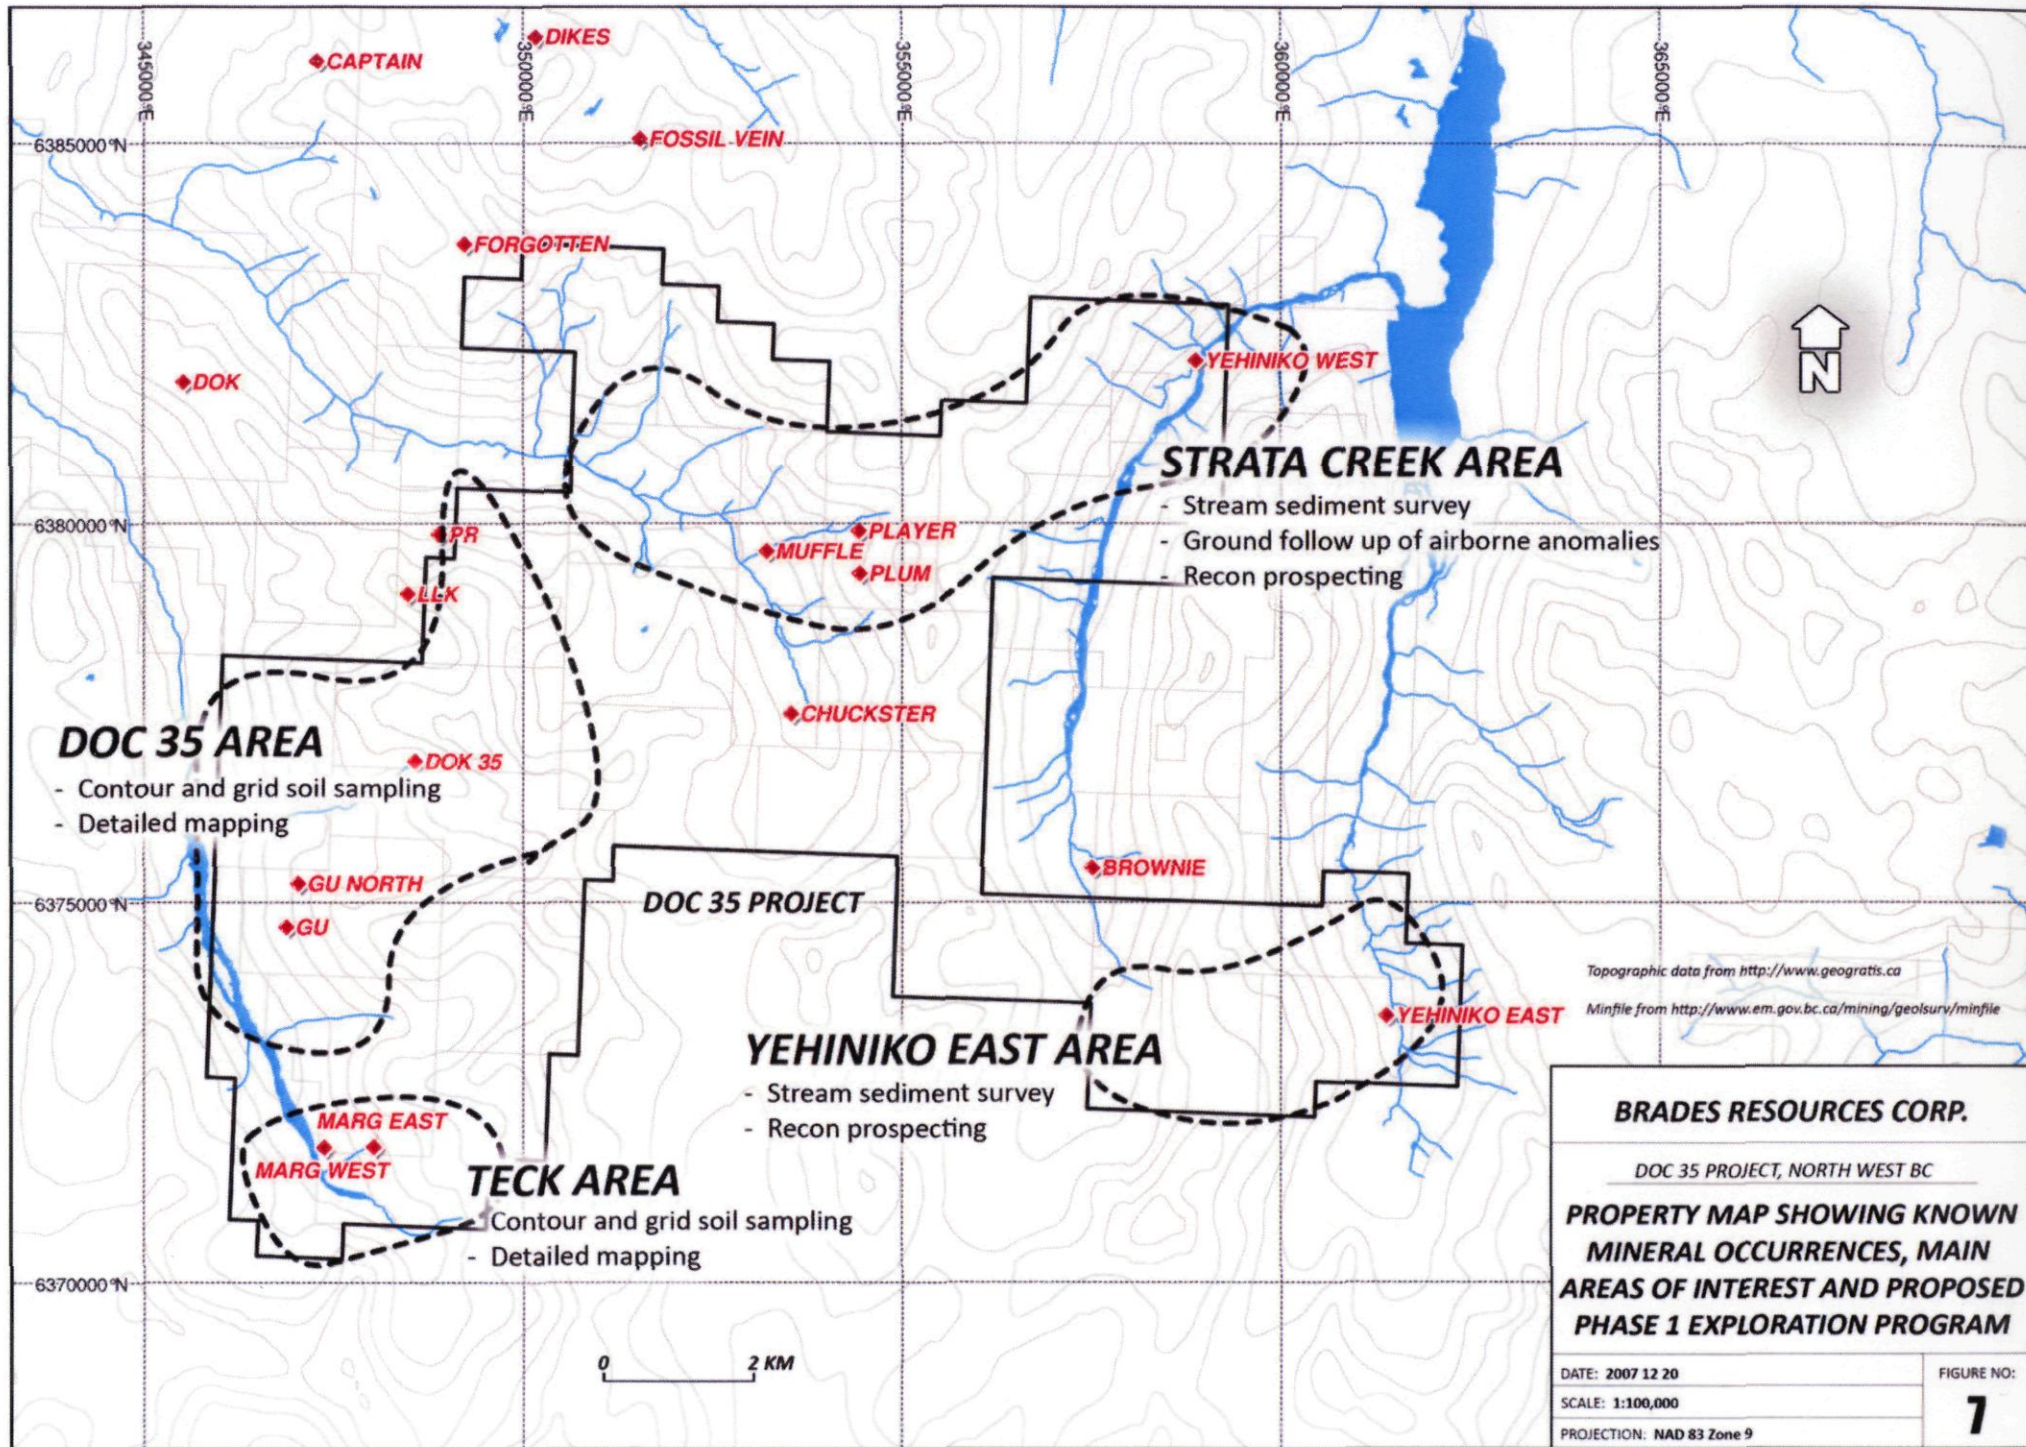 345000°E
350000°E
355000°E
360000°E
365000°E
DIKES
CAPTAIN
6385000°N
FOSSIL VEIN
FORGOTTEN
YEHINIKO WEST
DOK
STRATA CREEK AREA
- Stream sediment survey
- Ground follow up of airborne anomalies
- Recon prospecting
6380000°N
PR
PLAYER
MUFFLE
PLUM
LLK
CHUCKSTER
DOC 35 AREA
- Contour and grid soil sampling
- Detailed mapping
DOK 35
BROWNIE
GU NORTH
6375000°N
DOC 35 PROJECT
GU
N
Topographic data from http://www.geogratis.ca
Minfile from http://www.em.gov.bc.ca/mining/geolsurv/minfile
YEHINIKO EAST
YEHINIKO EAST AREA
- Stream sediment survey
- Recon prospecting
MARG EAST
MARG WEST
TECK AREA
Contour and grid soil sampling
- Detailed mapping
6370000°N
0 2 KM
BRADES RESOURCES CORP.
DOC 35 PROJECT, NORTH WEST BC
PROPERTY MAP SHOWING KNOWN
MINERAL OCCURRENCES, MAIN
AREAS OF INTEREST AND PROPOSED
PHASE 1 EXPLORATION PROGRAM
DATE: 2007 12 20
SCALE: 1:100,000
PROJECTION: NAD 83 Zone 9
FIGURE NO:
7